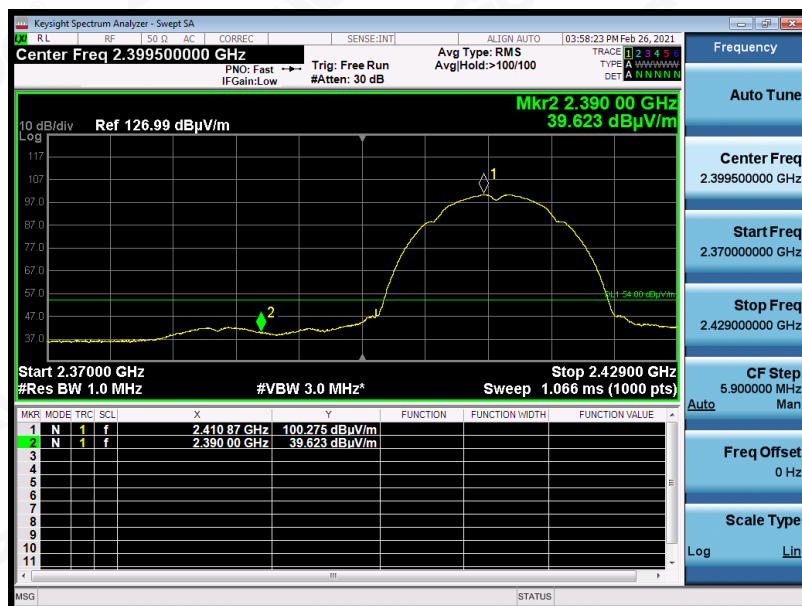 Keysight Spectrum Analyzer - Swept SA
LXI RL RF 50 Ω AC CORREC SENSE:INT ALIGN AUTO 03:58:23 PM Feb 26, 2021
Center Freq 2.399500000 GHz
PNO: Fast
IFGain:Low
Trig: Free Run
#Atten: 30 dB
Avg Type: RMS
Avg|Hold:>100/100
TRACE 1 2 3 4 5 6
TYPE A WWWWW
DET A N N N N N
Mkr2 2.390 00 GHz
39.623 dBµV/m
10 dB/div Ref 126.99 dBµV/m
Log
117
107
97.0
87.0
77.0
67.0
57.0
47.0
37.0
1
2
DL1 54.00 dBµV/m
Start 2.37000 GHz Stop 2.42900 GHz
#Res BW 1.0 MHz #VBW 3.0 MHz* Sweep 1.066 ms (1000 pts)
MKR MODE TRC SCL X Y FUNCTION FUNCTION WIDTH FUNCTION VALUE
1 N 1 f 2.410 87 GHz 100.275 dBµV/m
2 N 1 f 2.390 00 GHz 39.623 dBµV/m
3
4
5
6
7
8
9
10
11
MSG STATUS
Frequency
Auto Tune
Center Freq
2.399500000 GHz
Start Freq
2.370000000 GHz
Stop Freq
2.429000000 GHz
CF Step
5.900000 MHz
Auto Man
Freq Offset
0 Hz
Scale Type
Log Lin